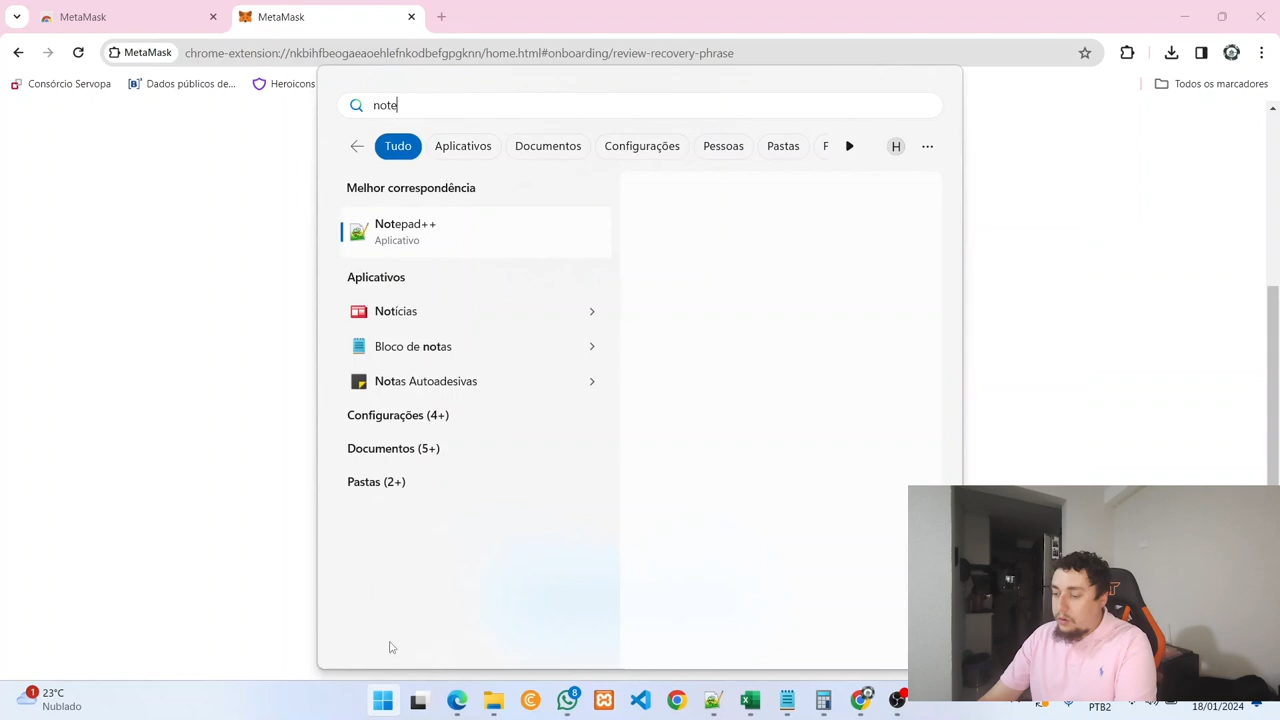 MetaMask
MetaMask
MetaMask
chrome-extension://nkbihfbeogaeaoehlefnkodbefgpgknn/home.html#onboarding/review-recovery-phrase
Consórcio Servopa
Dados públicos de...
Heroicons
Todos os marcadores
note
Tudo
Aplicativos
Documentos
Configurações
Pessoas
Pastas
F
H
Melhor correspondência
Notepad++
Aplicativo
Aplicativos
Notícias
Bloco de notas
Notas Autoadesivas
Configurações (4+)
Documentos (5+)
Pastas (2+)
1
23°C
Nublado
8
PTB2
18/01/2024